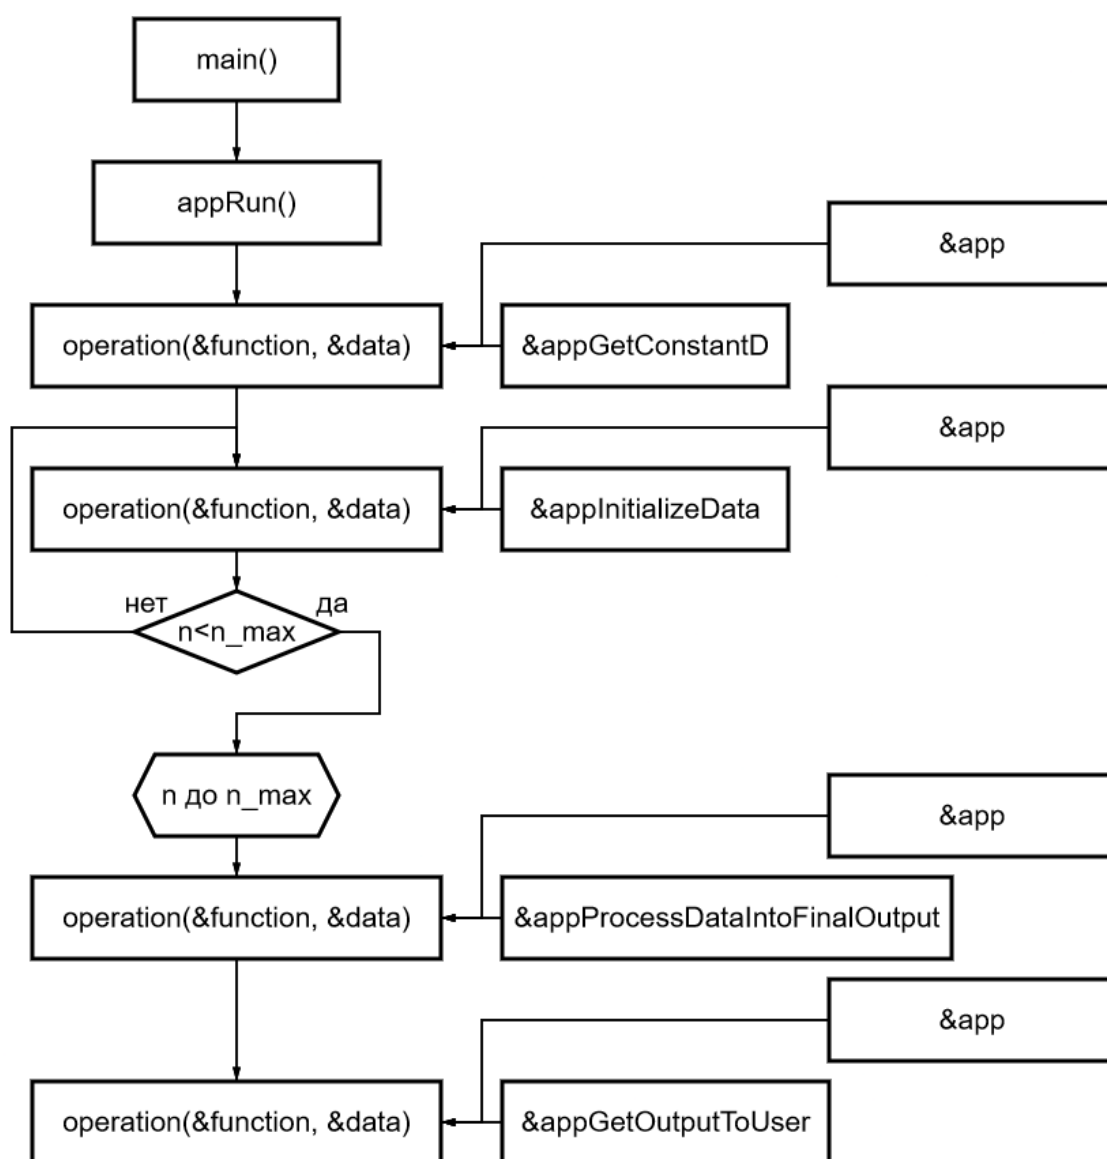 main()
appRun()
&app
operation(&function, &data)
&appGetConstantD
&app
operation(&function, &data)
&appInitializeData
нет
да
n<n_max
n до n_max
&app
operation(&function, &data)
&appProcessDataIntoFinalOutput
&app
operation(&function, &data)
&appGetOutputToUser